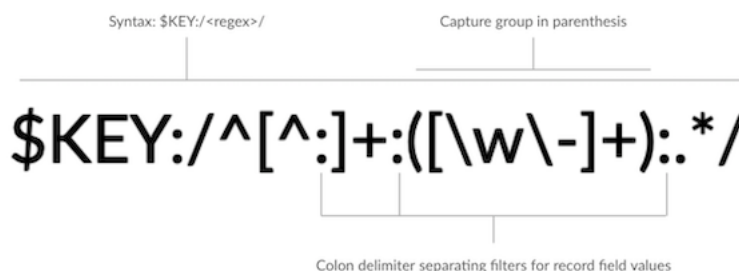 Syntax: $KEY:/<regex>/
Capture group in parenthesis
$KEY:/^[^:]+:([\w\-]+):.*/
Colon delimiter separating filters for record field values